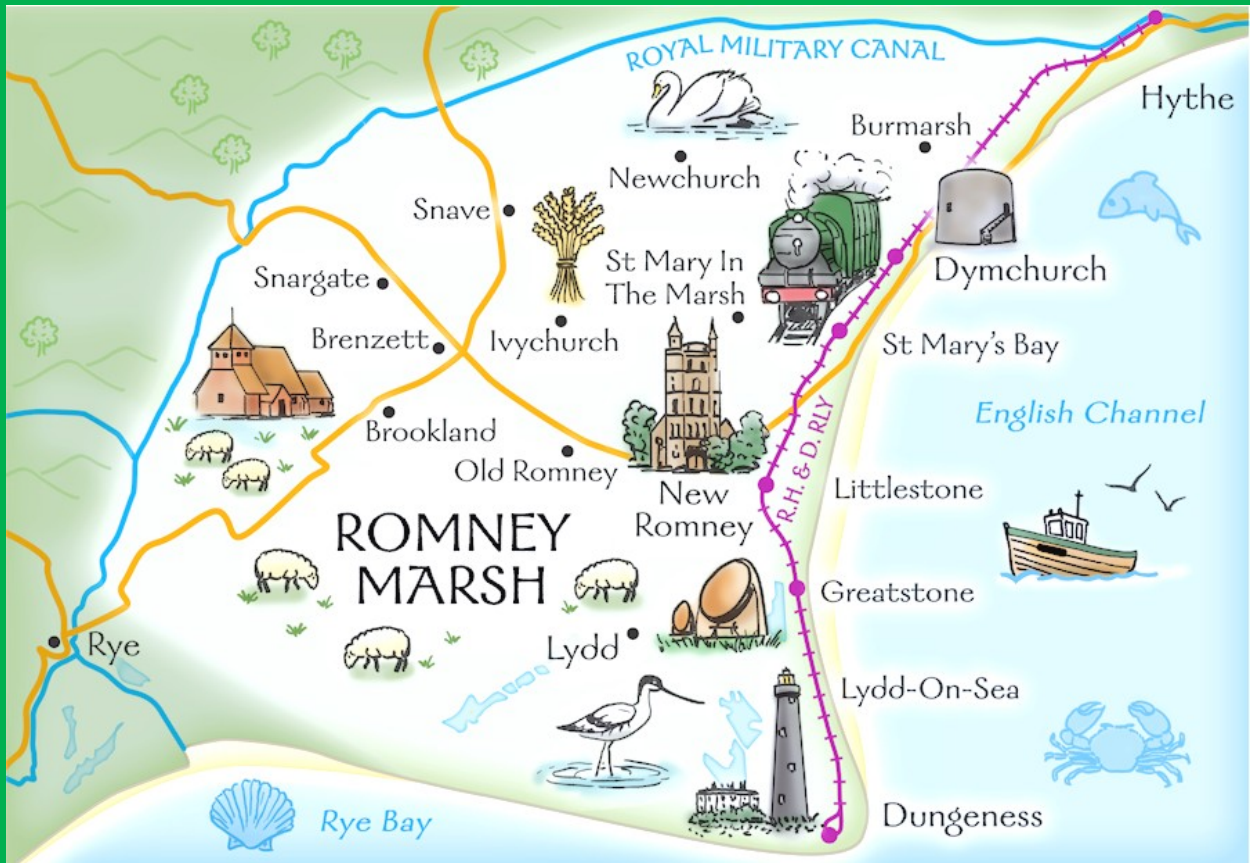 ROYAL MILITARY CANAL
Hythe
Burmarsh
Newchurch
Snave
St Mary In
The Marsh
Dymchurch
Snargate
Brenzett
Ivychurch
St Mary's Bay
English Channel
R.H. & D. RLY
Brookland
Old Romney
New
Romney
Littlestone
ROMNEY
MARSH
Greatstone
Rye
Lydd
Lydd-On-Sea
Dungeness
Rye Bay